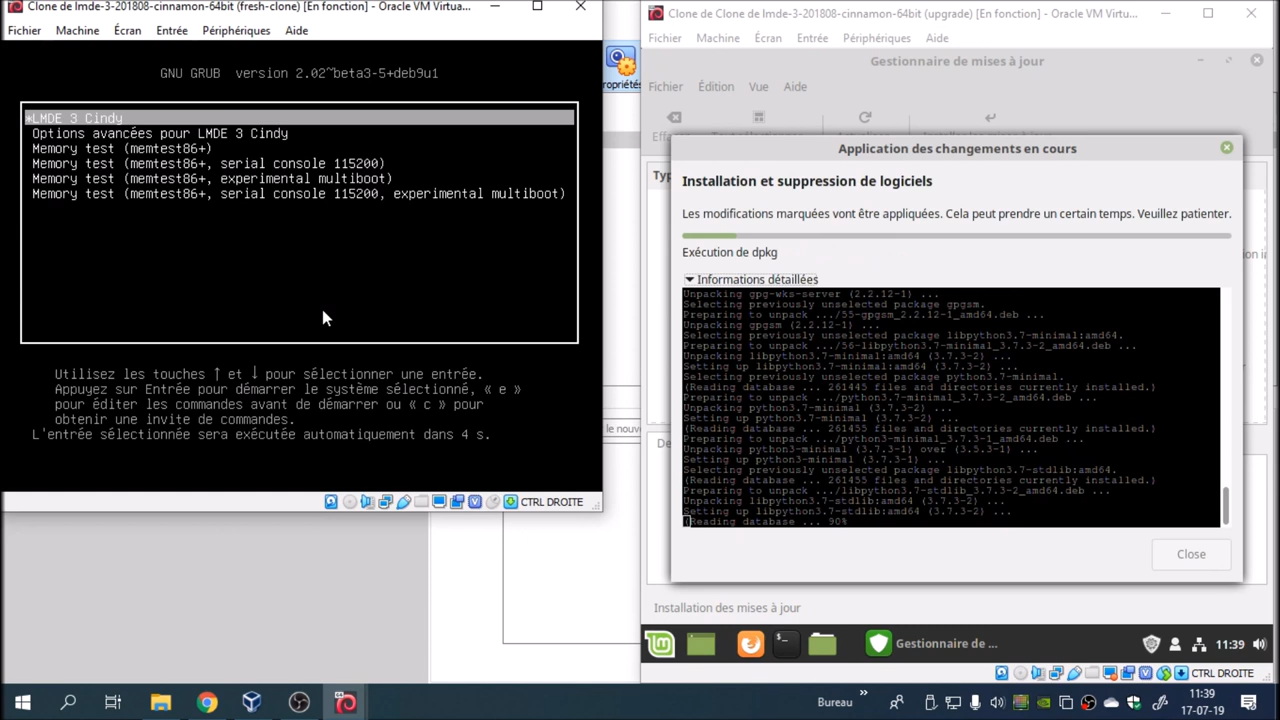 Clone de Clone de lmde-3-201808-cinnamon-64bit (fresh-clone) [En fonction] - Oracle VM Virtua...
Fichier Machine Écran Entrée Périphériques Aide
GNU GRUB version 2.02~beta3-5+deb9u1
*LMDE 3 Cindy
Options avancées pour LMDE 3 Cindy
Memory test (memtest86+)
Memory test (memtest86+, serial console 115200)
Memory test (memtest86+, experimental multiboot)
Memory test (memtest86+, serial console 115200, experimental multiboot)
Utilisez les touches ↑ et ↓ pour sélectionner une entrée.
Appuyez sur Entrée pour démarrer le système sélectionné, « e »
pour éditer les commandes avant de démarrer ou « c » pour
obtenir une invite de commandes.
L'entrée sélectionnée sera exécutée automatiquement dans 4 s.
CTRL DROITE
ropriétés
le nouve
Clone de Clone de lmde-3-201808-cinnamon-64bit (upgrade) [En fonction] - Oracle VM Virtu...
Fichier Machine Écran Entrée Périphériques Aide
Gestionnaire de mises à jour
Fichier Édition Vue Aide
Application des changements en cours
Installation et suppression de logiciels
Les modifications marquées vont être appliquées. Cela peut prendre un certain temps. Veuillez patienter.
Exécution de dpkg
Informations détaillées
Unpacking gpg-wks-server (2.2.12-1) ...
Selecting previously unselected package gpgsm.
Preparing to unpack .../55-gpgsm_2.2.12-1_amd64.deb ...
Unpacking gpgsm (2.2.12-1) ...
Selecting previously unselected package libpython3.7-minimal:amd64.
Preparing to unpack .../56-libpython3.7-minimal_3.7.3-2_amd64.deb ...
Unpacking libpython3.7-minimal:amd64 (3.7.3-2) ...
Setting up libpython3.7-minimal:amd64 (3.7.3-2) ...
Selecting previously unselected package python3.7-minimal.
(Reading database ... 261445 files and directories currently installed.)
Preparing to unpack .../python3.7-minimal_3.7.3-2_amd64.deb ...
Unpacking python3.7-minimal (3.7.3-2) ...
Setting up python3.7-minimal (3.7.3-2) ...
(Reading database ... 261455 files and directories currently installed.)
Preparing to unpack .../python3-minimal_3.7.3-1_amd64.deb ...
Unpacking python3-minimal (3.7.3-1) over (3.5.3-1) ...
Setting up python3-minimal (3.7.3-1) ...
Selecting previously unselected package libpython3.7-stdlib:amd64.
(Reading database ... 261455 files and directories currently installed.)
Preparing to unpack .../libpython3.7-stdlib_3.7.3-2_amd64.deb ...
Unpacking libpython3.7-stdlib:amd64 (3.7.3-2) ...
Setting up libpython3.7-stdlib:amd64 (3.7.3-2) ...
(Reading database ... 90%
Close
Installation des mises à jour
Gestionnaire de ... 11:39
CTRL DROITE
Bureau
11:39
17-07-19